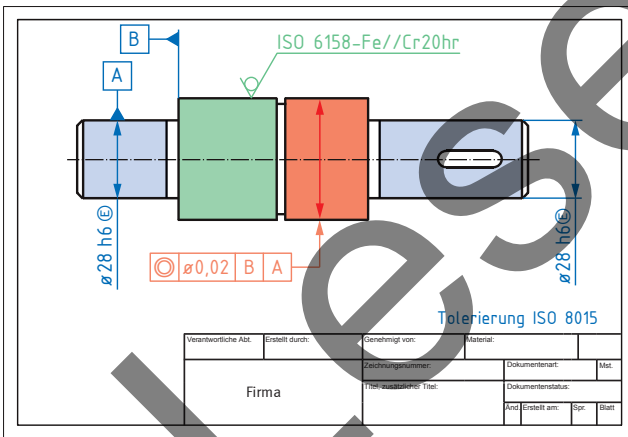 B
ISO 6158-Fe//Cr20hr
A
ø28 h6Ⓔ
ø0,02 B A
ø28 h6Ⓔ
Tolerierung ISO 8015
Verantwortliche Abt. Erstellt durch: Genehmigt von: Material:
Zeichnungsnummer: Dokumentenart: Mst.
Firma
Titel, zusätzlicher Titel: Dokumentenstatus:
Änd. Erstellt am: Spr. Blatt